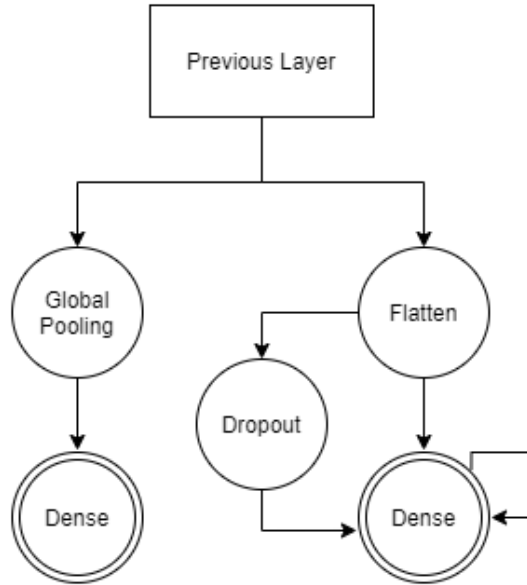 Previous Layer
Global
Pooling
Flatten
Dropout
Dense
Dense